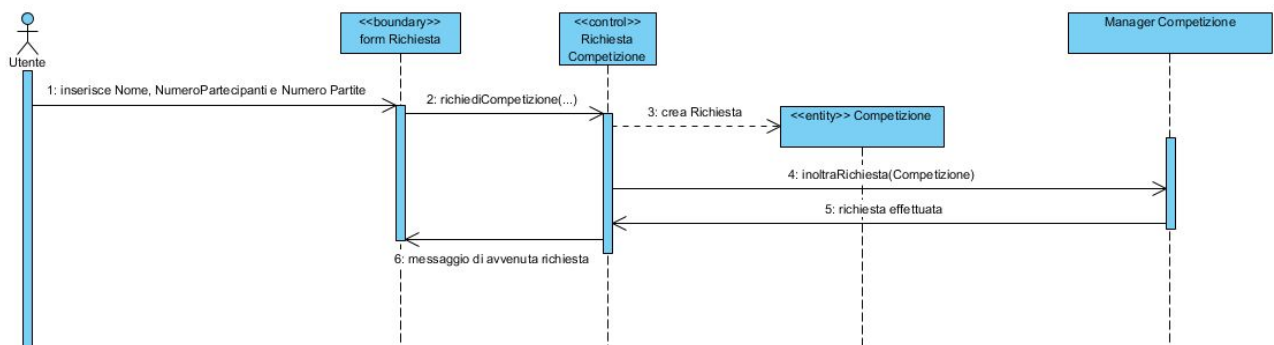 <<boundary>>
form Richiesta
<<control>>
Richiesta
Competizione
Manager Competizione
Utente
1: inserisce Nome, NumeroPartecipanti e Numero Partite
2: richiediCompetizione(...)
3: crea Richiesta
<<entity>> Competizione
4: inoltraRichiesta(Competizione)
5: richiesta effettuata
6: messaggio di avvenuta richiesta